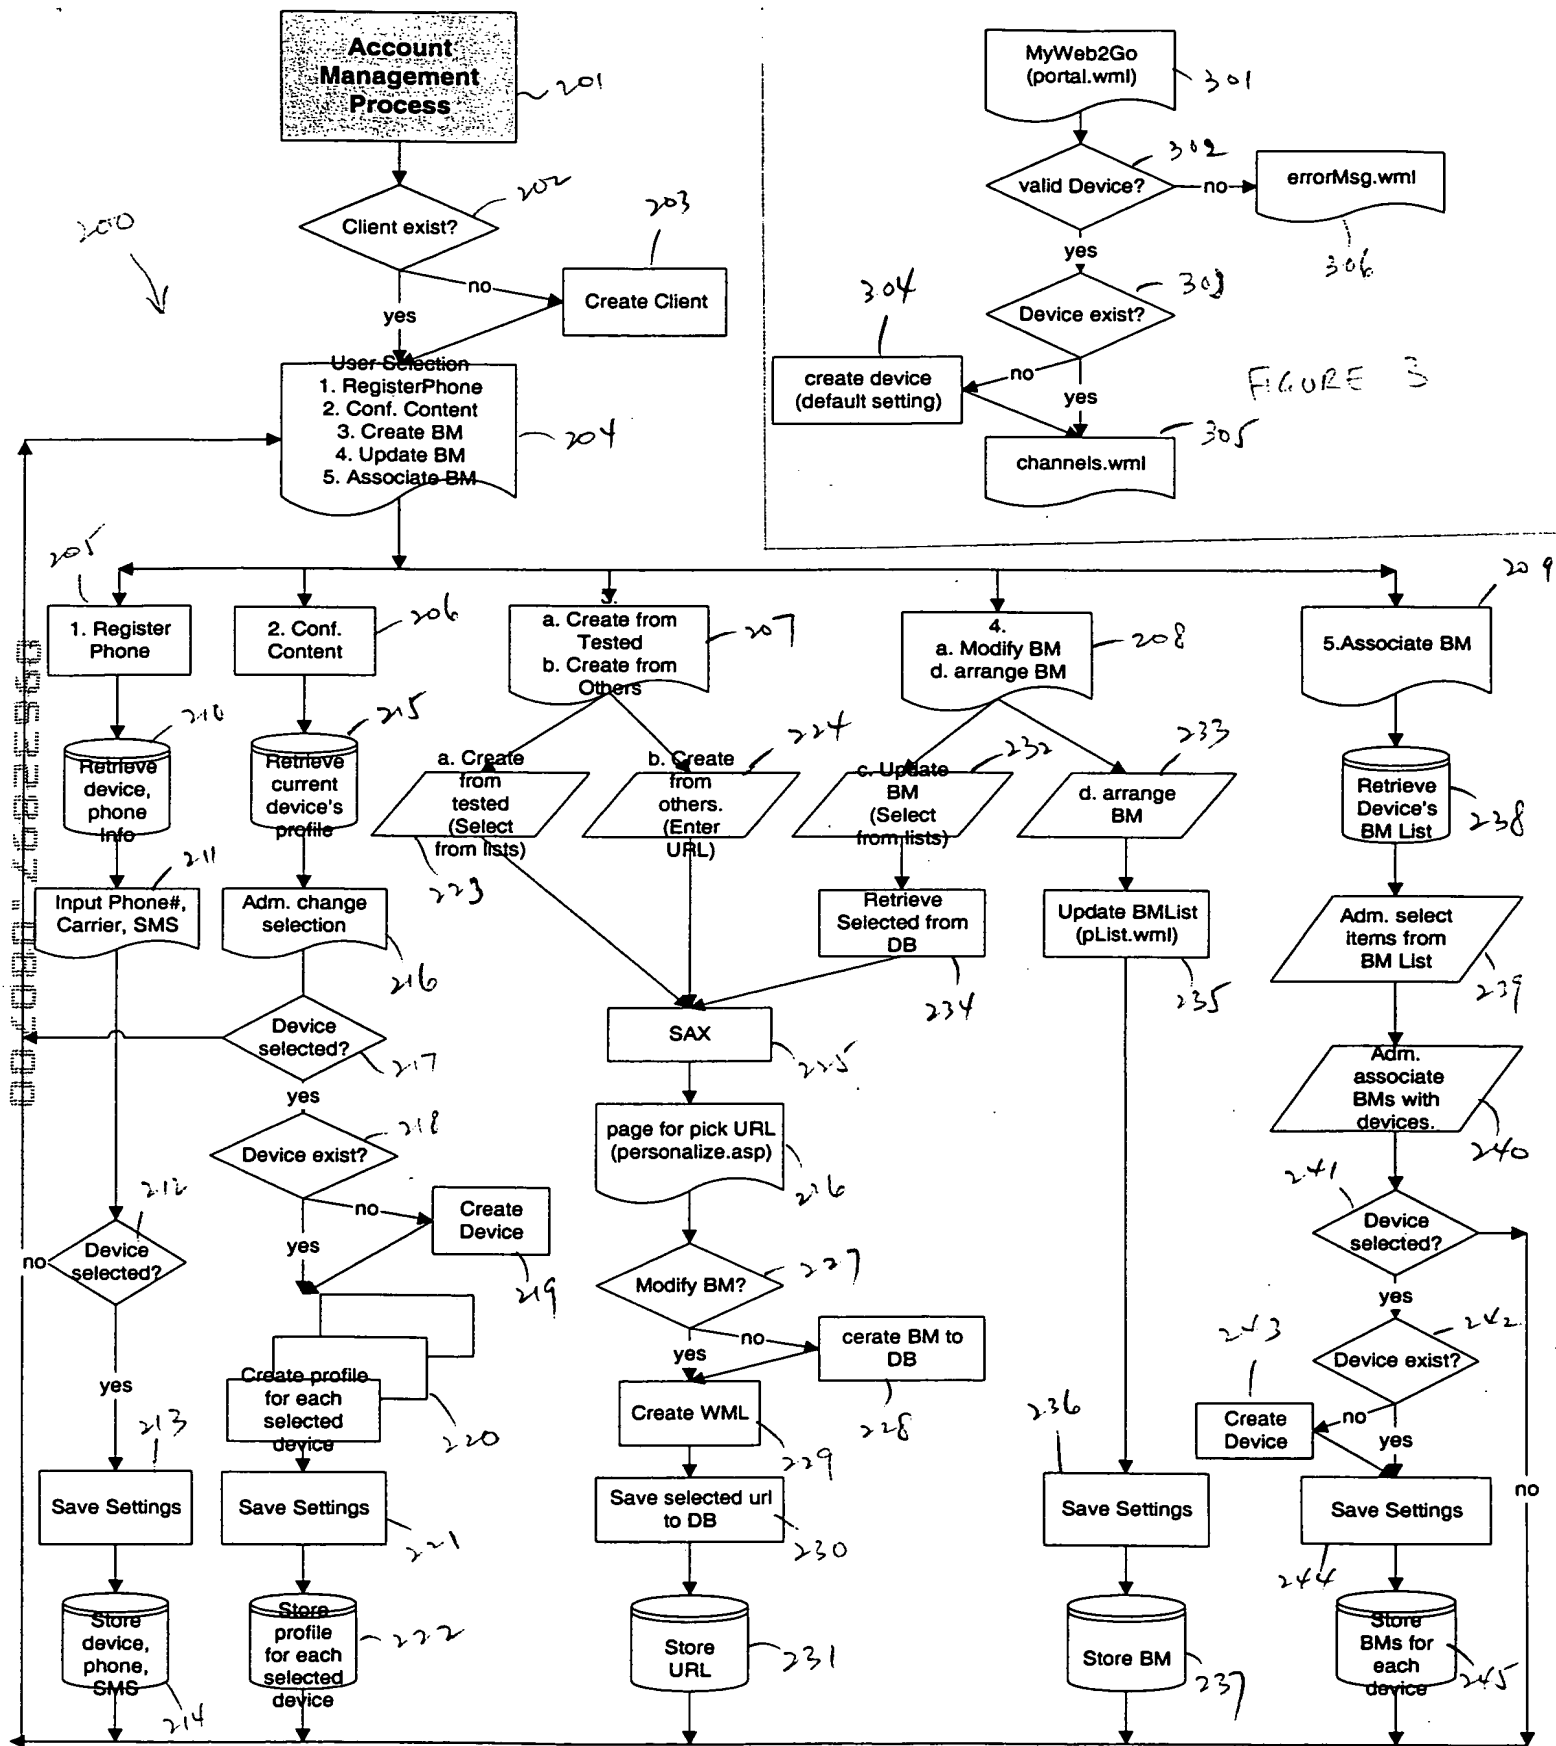 Account
Management
Process
201
202
Client exist?
203
200
no
Create Client
yes
User Selection
1. RegisterPhone
2. Conf. Content
3. Create BM
4. Update BM
5. Associate BM
204
MyWeb2Go
(portal.wml)
301
302
valid Device?
no
errorMsg.wml
306
yes
303
Device exist?
304
no
create device
(default setting)
yes
FIGURE 3
305
channels.wml
205
1. Register
Phone
210
Retrieve
device,
phone
Info
211
Input Phone#,
Carrier, SMS
212
no
Device
selected?
yes
213
Save Settings
Store
device,
phone,
SMS
214
206
2. Conf.
Content
215
Retrieve
current
device's
profile
Adm. change
selection
216
Device
selected?
217
yes
218
Device exist?
no
Create
Device
219
yes
Create profile
for each
selected
device
220
Save Settings
221
Store
profile
for each
selected
device
222
3.
a. Create from
Tested
b. Create from
Others
207
a. Create
from
tested
(Select
from lists)
223
b. Create
from
others.
(Enter
URL)
224
SAX
225
page for pick URL
(personalize.asp)
226
Modify BM?
227
no
cerate BM to
DB
228
yes
Create WML
229
Save selected url
to DB
230
Store
URL
231
4.
a. Modify BM
d. arrange BM
208
c. Update
BM
(Select
from lists)
232
Retrieve
Selected from
DB
234
233
d. arrange
BM
Update BMList
(pList.wml)
235
236
Save Settings
Store BM
237
209
5.Associate BM
Retrieve
Device's
BM List
238
Adm. select
items from
BM List
239
Adm.
associate
BMs with
devices.
240
241
Device
selected?
yes
242
Device exist?
243
no
Create
Device
yes
no
Save Settings
244
Store
BMs for
each
device
245